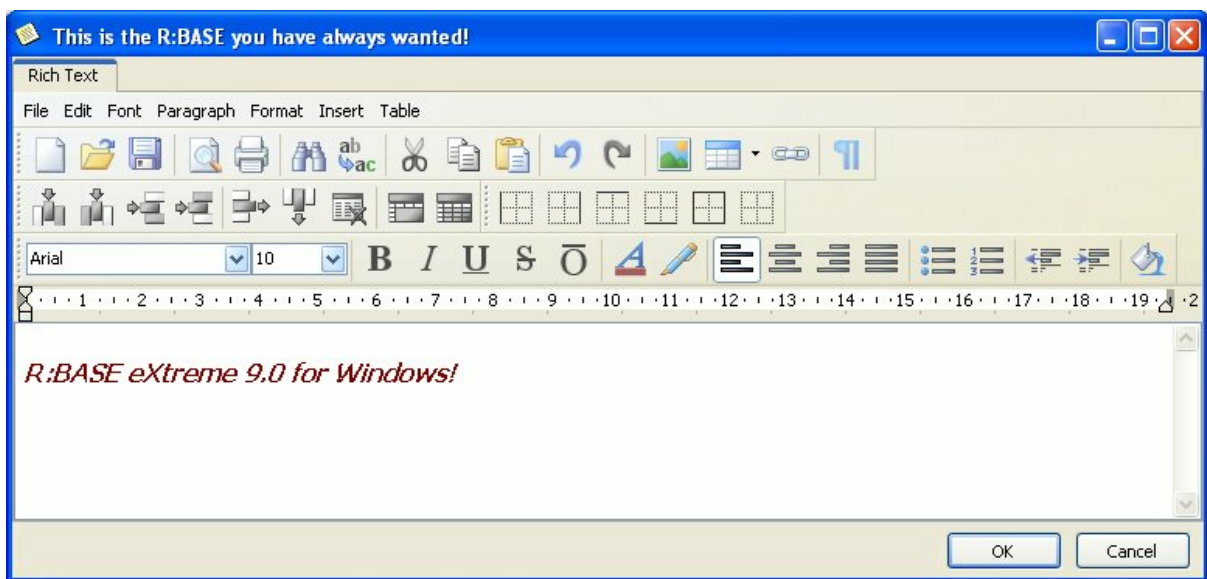 This is the R:BASE you have always wanted!
Rich Text
File Edit Font Paragraph Format Insert Table
ab
ac
Arial 10 B I U S O A
1 2 3 4 5 6 7 8 9 10 11 12 13 14 15 16 17 18 19 2
R:BASE eXtreme 9.0 for Windows!
OK Cancel